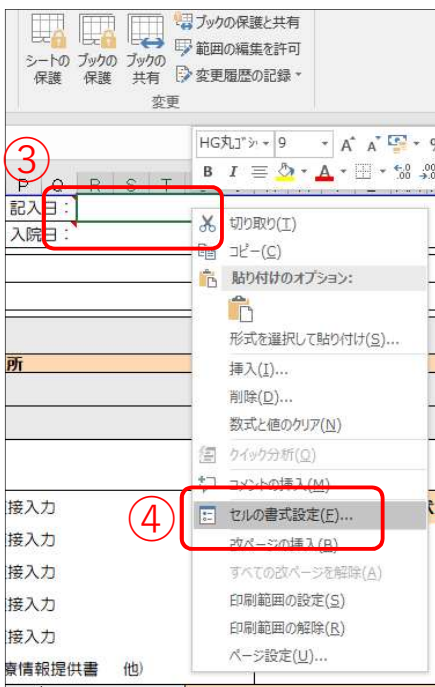 ブックの保護と共有
範囲の編集を許可
変更履歴の記録
シートの保護
ブックの保護
ブックの共有
変更
HG丸ｺﾞｼ 9 A A
B I A
③
P Q R S T
記入日：
入院日：
切り取り(T)
コピー(C)
貼り付けのオプション:
形式を選択して貼り付け(S)...
所
挿入(I)...
削除(D)...
数式と値のクリア(N)
クイック分析(Q)
コメントの挿入(M)
④
接入力
セルの書式設定(F)...
接入力
改ページの挿入(B)
接入力
すべての改ページを解除(A)
接入力
印刷範囲の設定(S)
接入力
印刷範囲の解除(R)
療情報提供書 他)
ページ設定(U)...